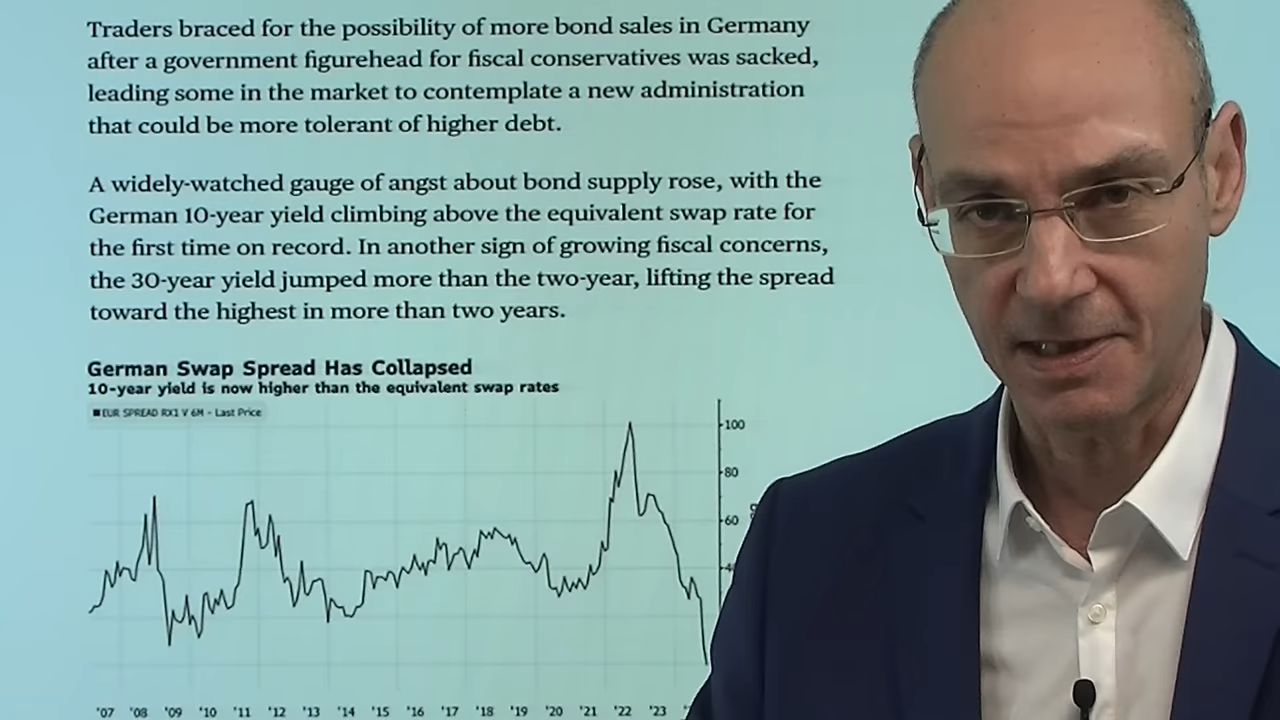 Traders braced for the possibility of more bond sales in Germany
after a government figurehead for fiscal conservatives was sacked,
leading some in the market to contemplate a new administration
that could be more tolerant of higher debt.
A widely-watched gauge of angst about bond supply rose, with the
German 10-year yield climbing above the equivalent swap rate for
the first time on record. In another sign of growing fiscal concerns,
the 30-year yield jumped more than the two-year, lifting the spread
toward the highest in more than two years.
German Swap Spread Has Collapsed
10-year yield is now higher than the equivalent swap rates
EUR SPREAD RX1 V 6M - Last Price
100
80
60
'07 '08 '09 '10 '11 '12 '13 '14 '15 '16 '17 '18 '19 '20 '21 '22 '23